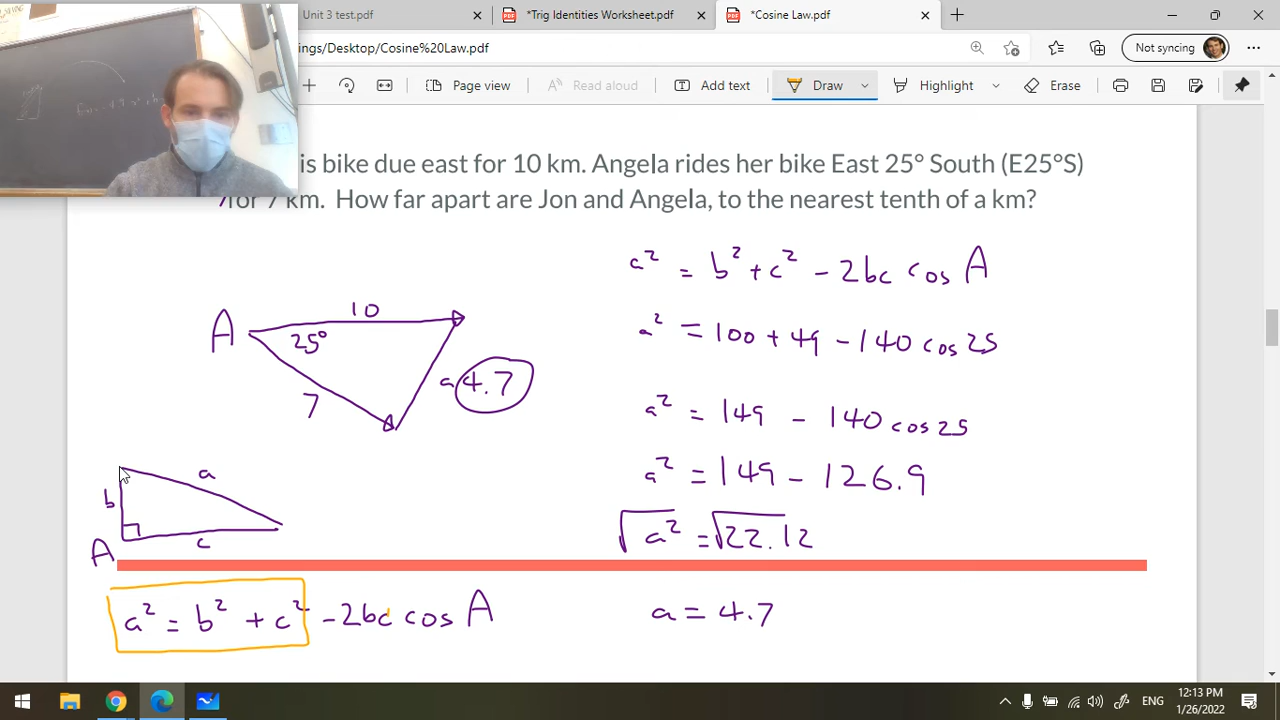 Unit 3 test.pdf
*Trig Identities Worksheet.pdf
*Cosine Law.pdf
ngs/Desktop/Cosine%20Law.pdf
Not syncing
Page view
Read aloud
Add text
Draw
Highlight
Erase
is bike due east for 10 km. Angela rides her bike East 25° South (E25°S)
for 7 km. How far apart are Jon and Angela, to the nearest tenth of a km?
a² = b² + c² - 2bc cos A
10
A
25°
a² = 100 + 49 - 140 cos 25
a 4.7
7
a² = 149 - 140 cos 25
a
a² = 149 - 126.9
b
√a² = √22.12
c
A
a² = b² + c² - 2bc cos A
a = 4.7
ENG
12:13 PM
1/26/2022